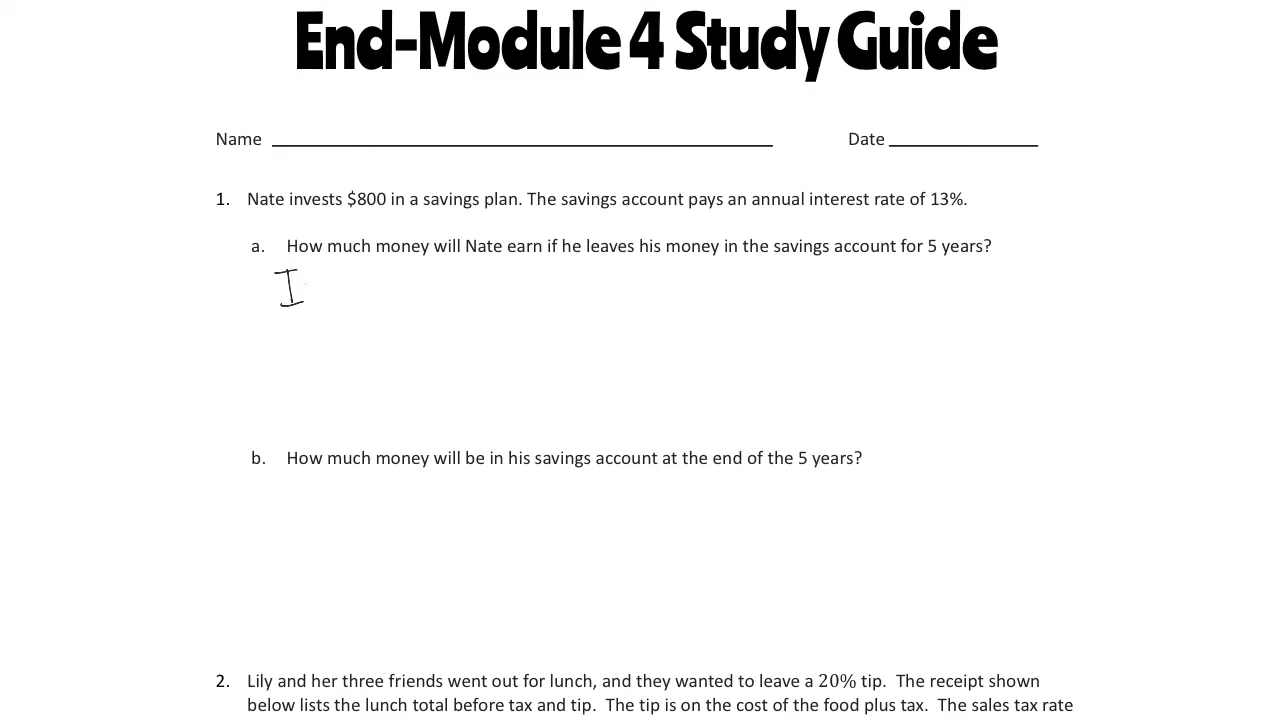 End-Module 4 Study Guide
Name Date
1. Nate invests $800 in a savings plan. The savings account pays an annual interest rate of 13%.
a. How much money will Nate earn if he leaves his money in the savings account for 5 years?
I
b. How much money will be in his savings account at the end of the 5 years?
2. Lily and her three friends went out for lunch, and they wanted to leave a 20% tip. The receipt shown
below lists the lunch total before tax and tip. The tip is on the cost of the food plus tax. The sales tax rate